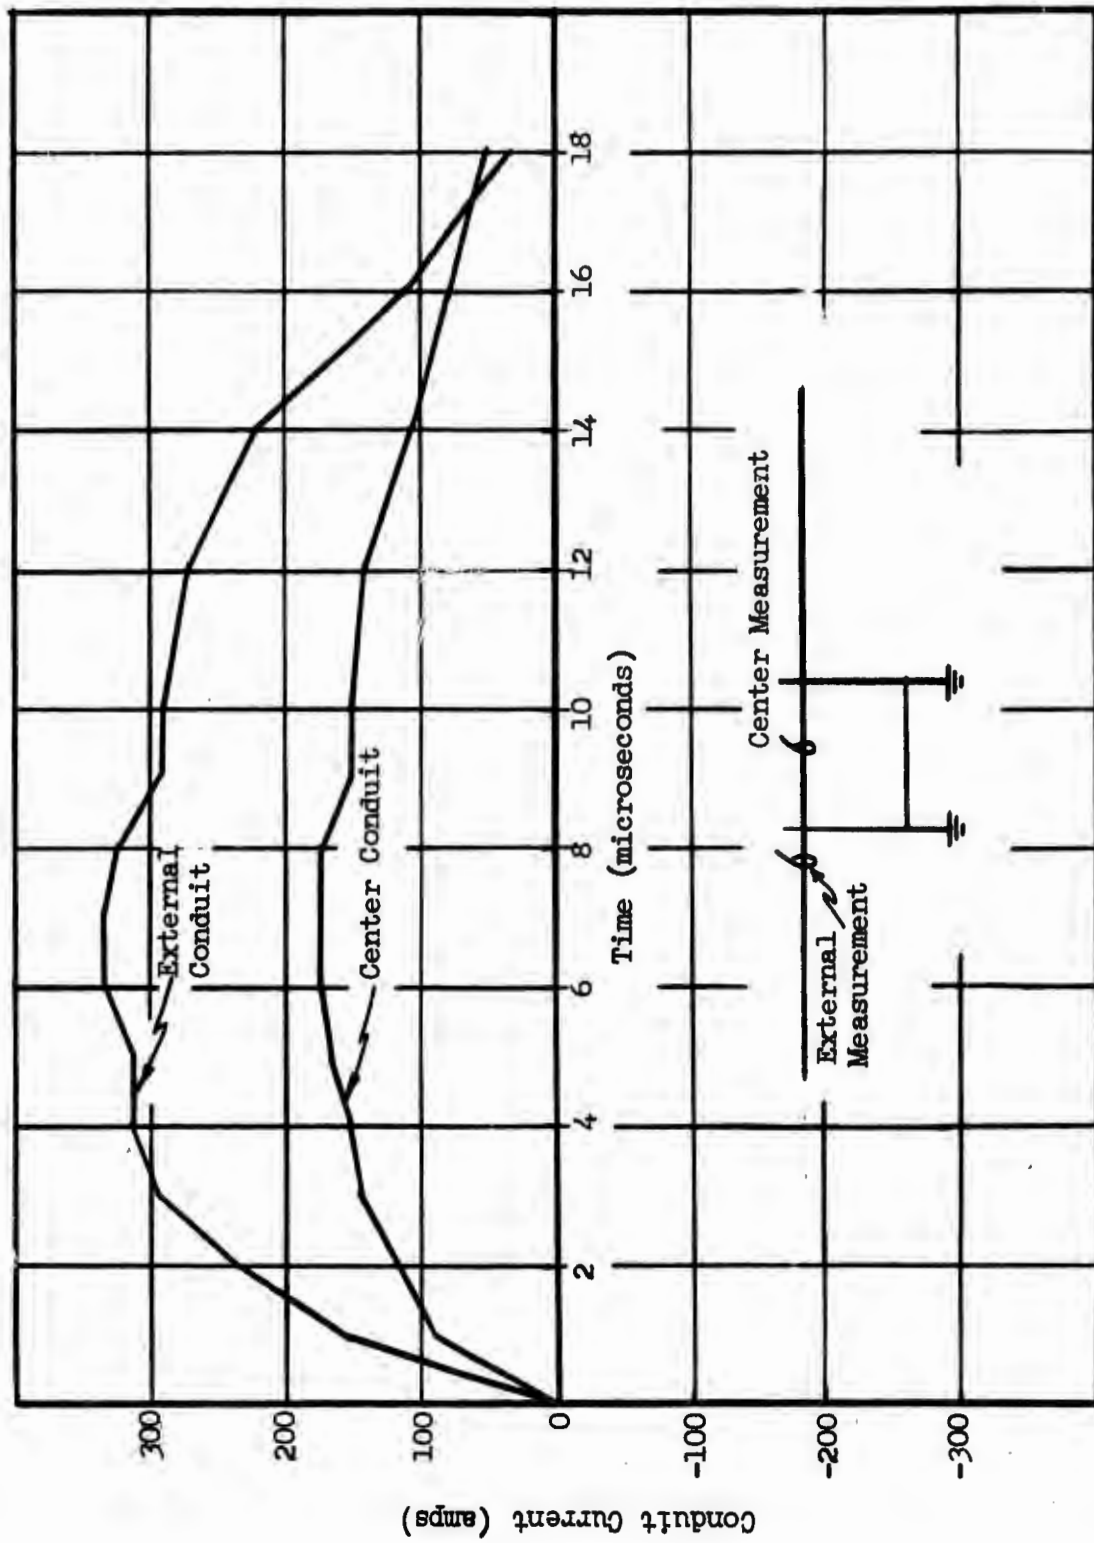 Conduit Current (amps)
300
200
100
0
-100
-200
-300
2
4
6
8
10
12
14
16
18
Time (microseconds)
External
Conduit
Center Conduit
External
Measurement
Center Measurement